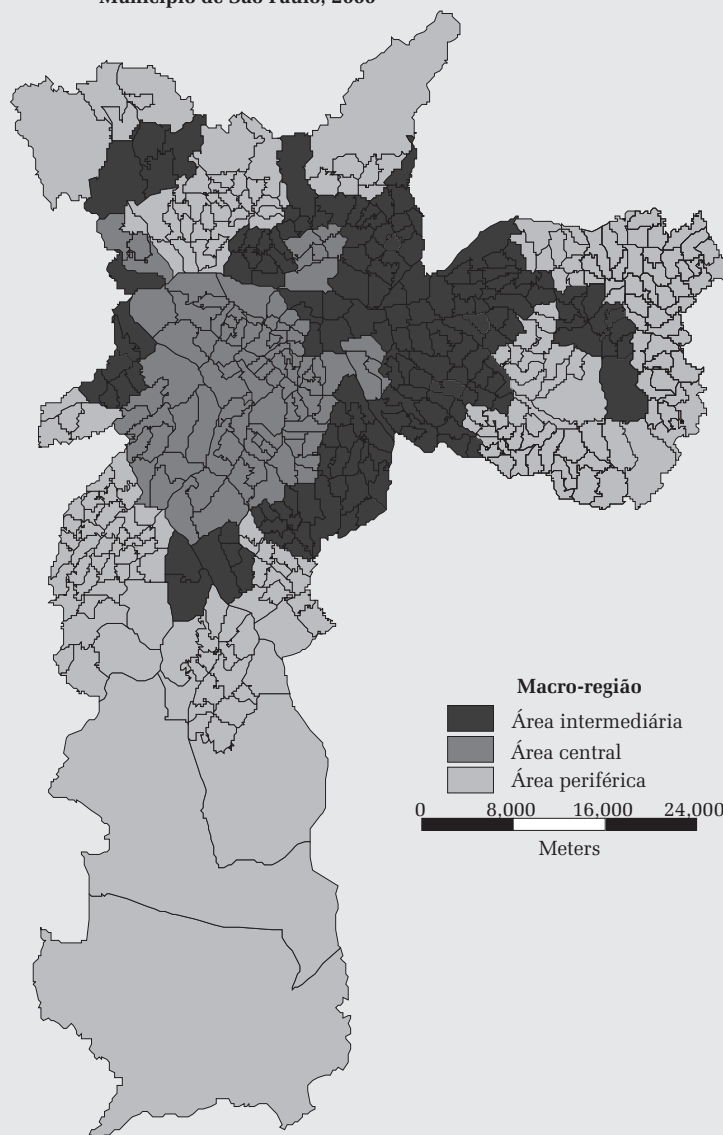 Município de São Paulo, 2000
Macro-região
Área intermediária
Área central
Área periférica
0 8,000 16,000 24,000
Meters